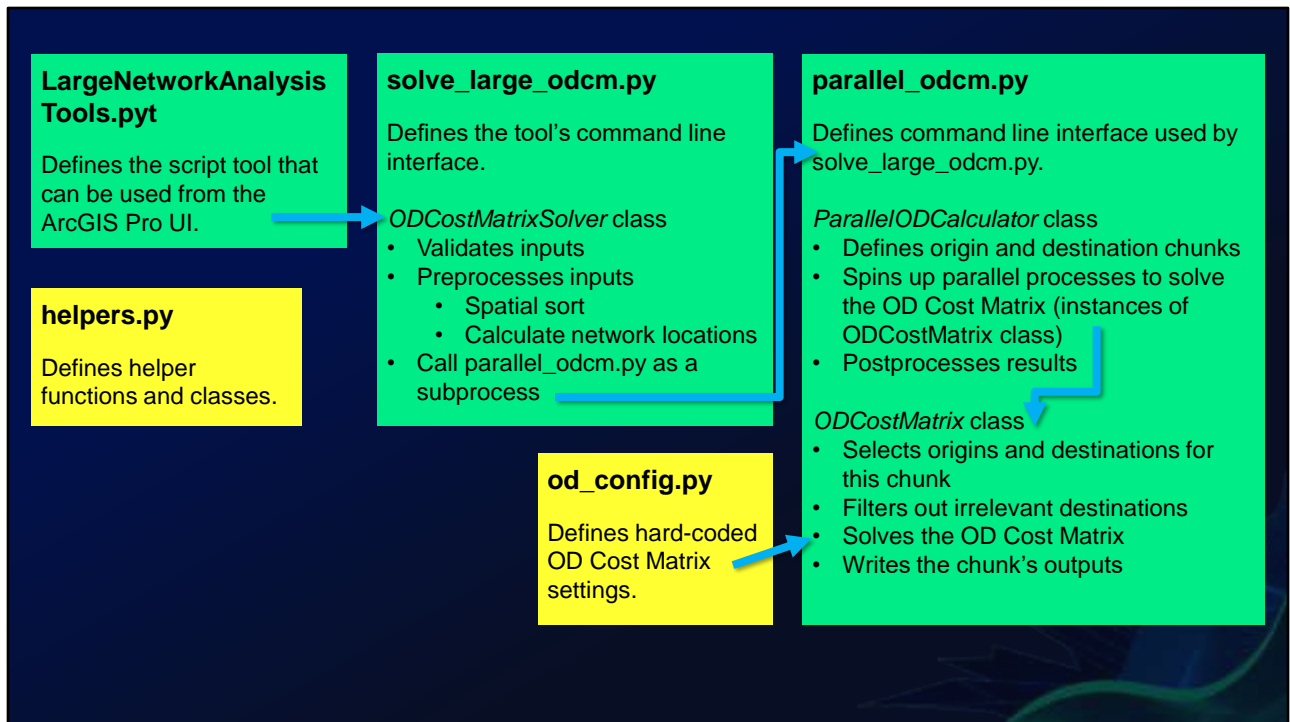 LargeNetworkAnalysis
Tools.pyt
Defines the script tool that
can be used from the
ArcGIS Pro UI.
helpers.py
Defines helper
functions and classes.
solve_large_odcm.py
Defines the tool's command line
interface.
ODCostMatrixSolver class
• Validates inputs
• Preprocesses inputs
• Spatial sort
• Calculate network locations
• Call parallel_odcm.py as a
subprocess
od_config.py
Defines hard-coded
OD Cost Matrix
settings.
parallel_odcm.py
Defines command line interface used by
solve_large_odcm.py.
ParallelODCalculator class
• Defines origin and destination chunks
• Spins up parallel processes to solve
the OD Cost Matrix (instances of
ODCostMatrix class)
• Postprocesses results
ODCostMatrix class
• Selects origins and destinations for
this chunk
• Filters out irrelevant destinations
• Solves the OD Cost Matrix
• Writes the chunk's outputs